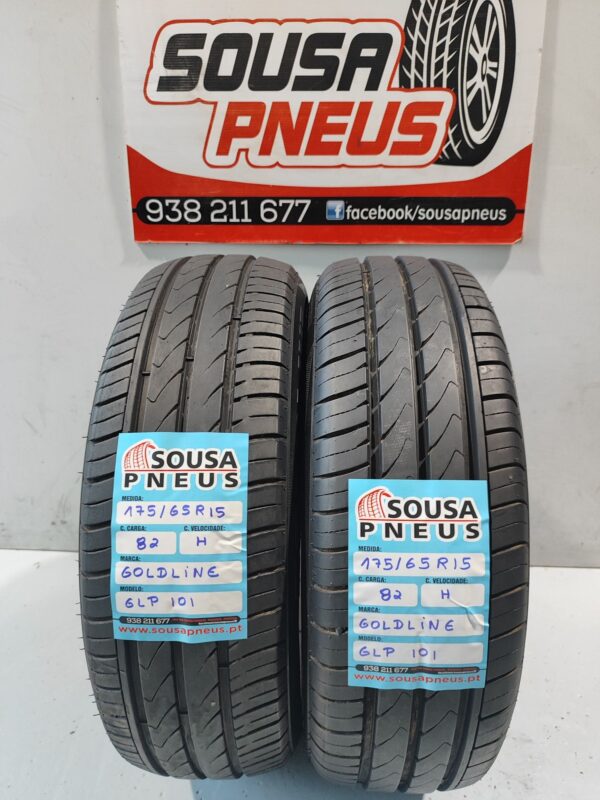 SOUSA
PNEUS
938 211 677
facebook/sousapneus
SOUSA
PNEUS
MEDIDA:
175/65R15
C. CARGA:
C. VELOCIDADE:
82
H
MARCA:
GOLDLiNE
MODELO:
GLP 101
938 211 677
www.sousapneus.pt
SOUSA
PNEUS
MEDIDA:
175/65R15
C. CARGA:
C. VELOCIDADE:
82
H
MARCA:
GOLDLiNE
MODELO:
GLP 101
938 211 677
www.sousapneus.pt